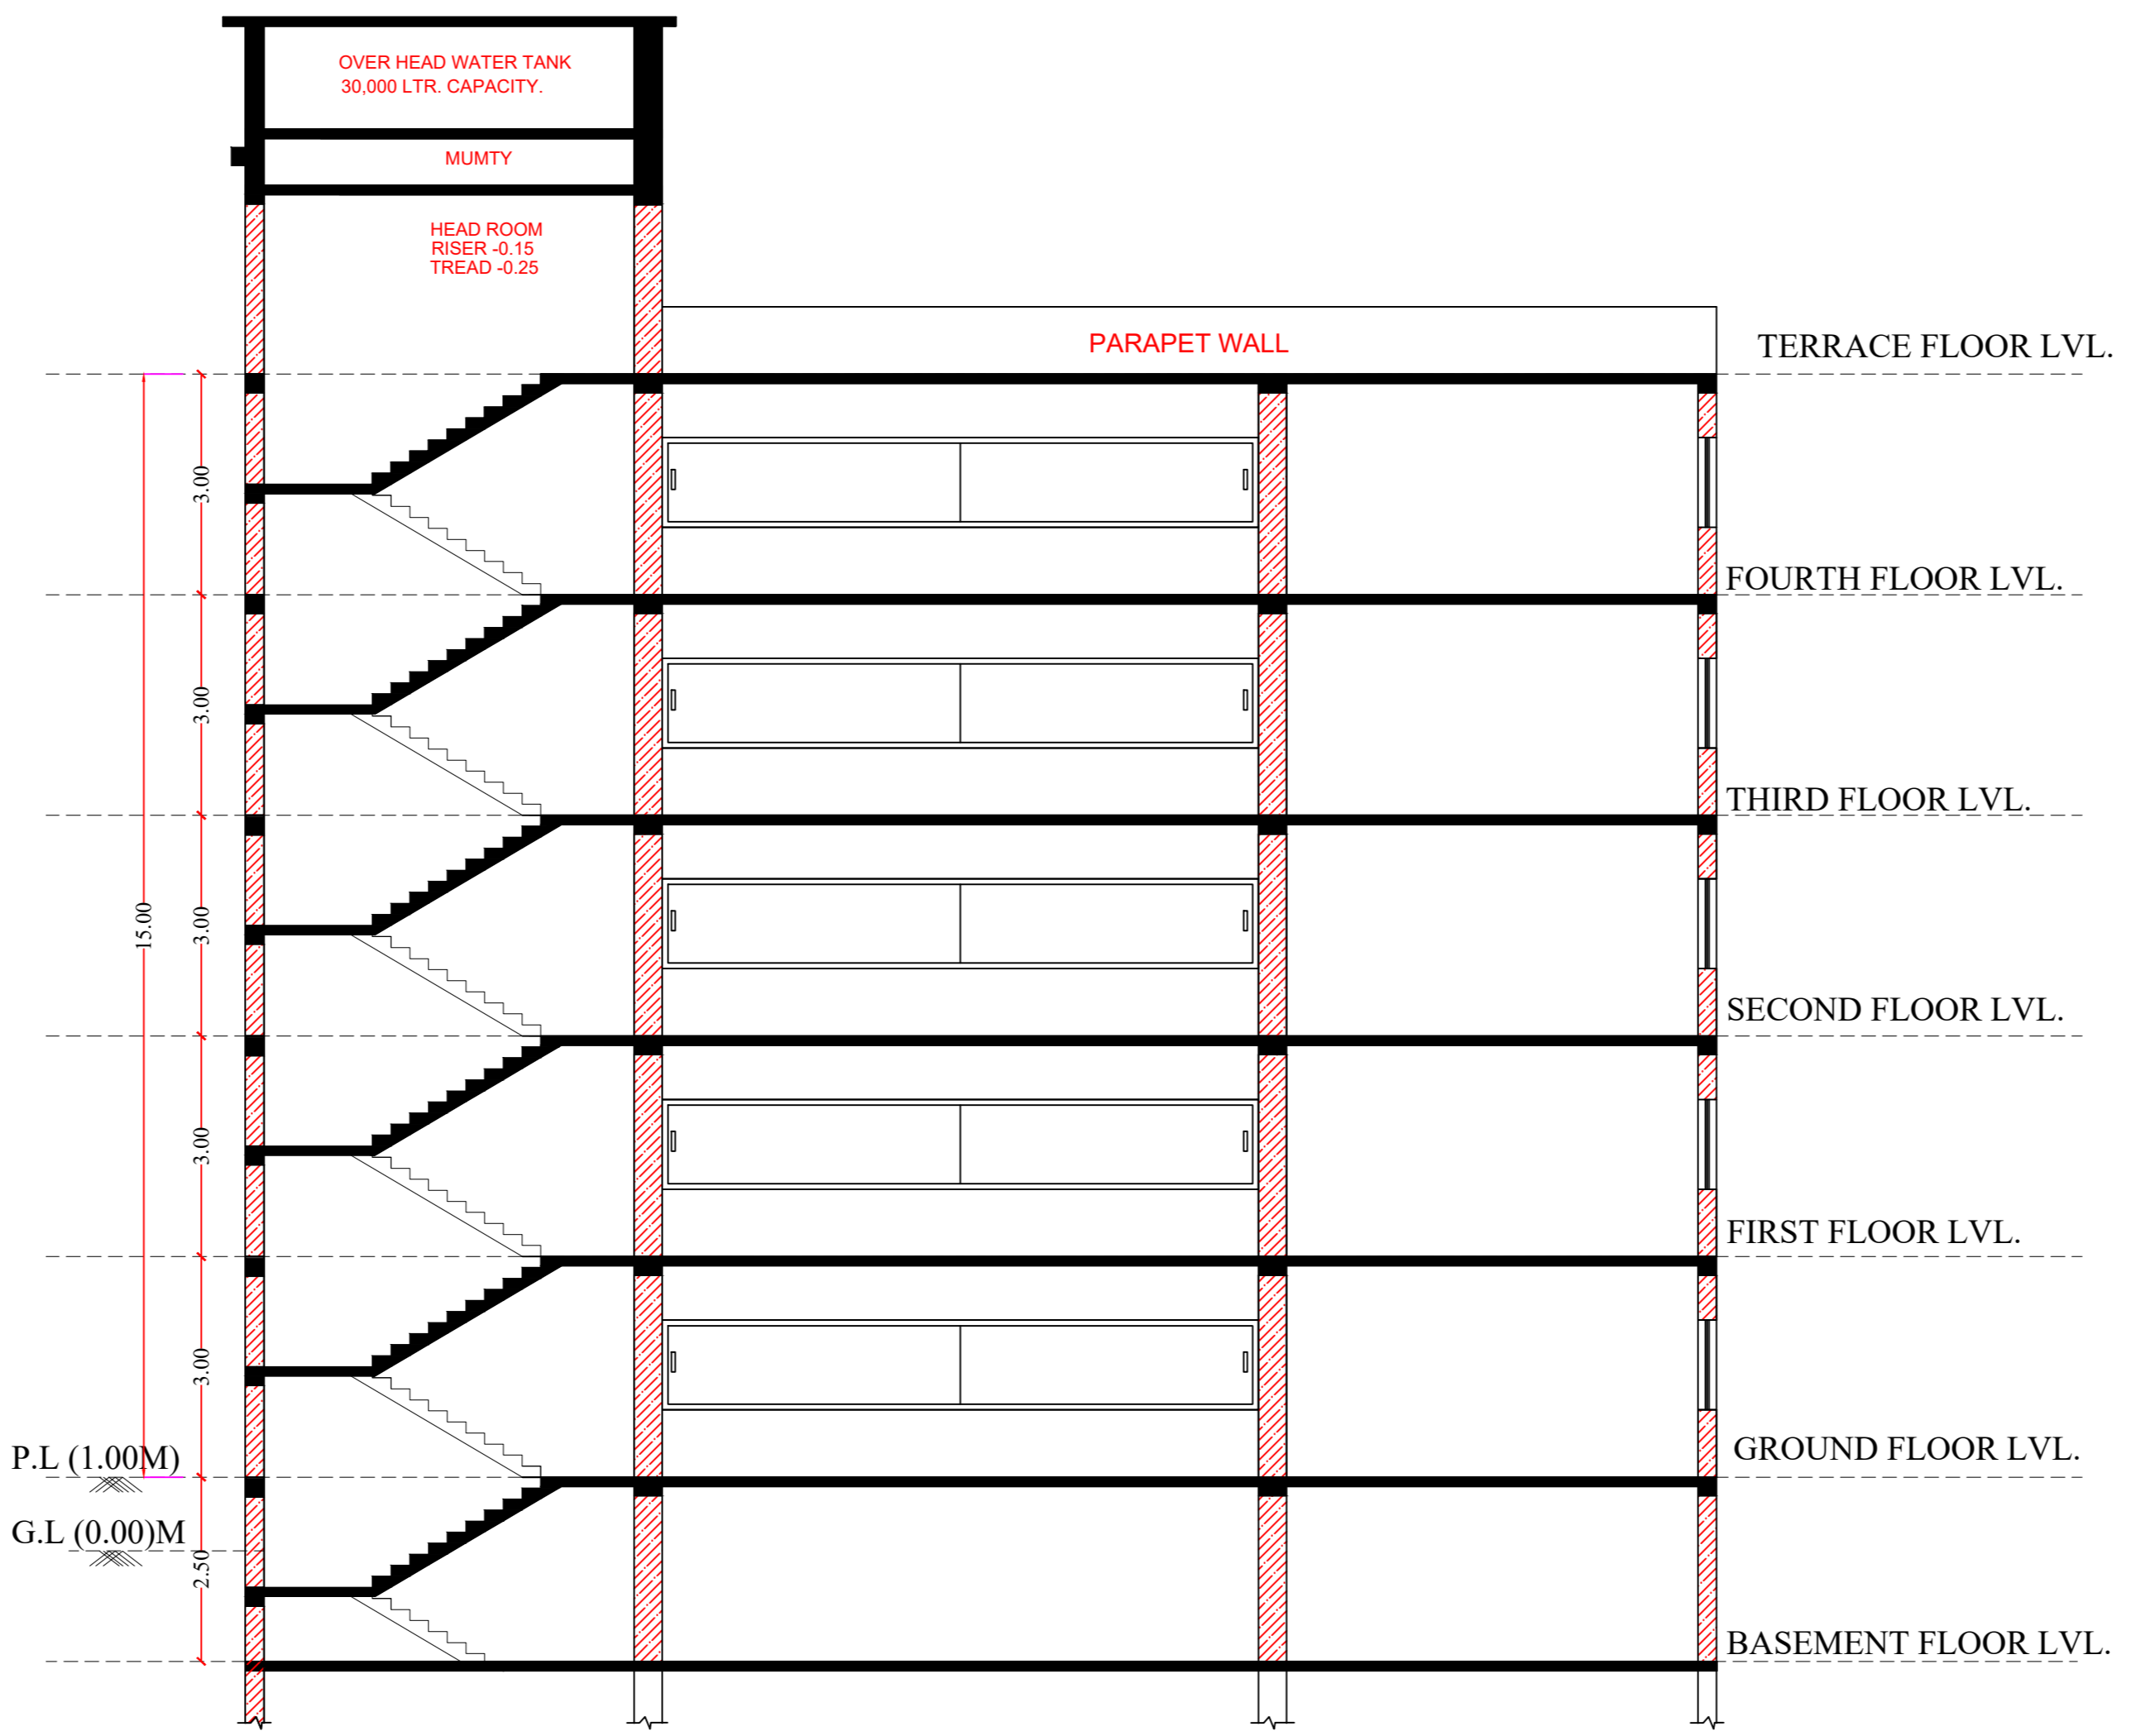 OVER HEAD WATER TANK
30,000 LTR. CAPACITY.
MUMTY
HEAD ROOM
RISER -0.15
TREAD -0.25
PARAPET WALL
TERRACE FLOOR LVL.
3.00
FOURTH FLOOR LVL.
3.00
THIRD FLOOR LVL.
15.00
3.00
SECOND FLOOR LVL.
3.00
FIRST FLOOR LVL.
3.00
P.L (1.00M)
GROUND FLOOR LVL.
G.L (0.00)M
2.50
BASEMENT FLOOR LVL.